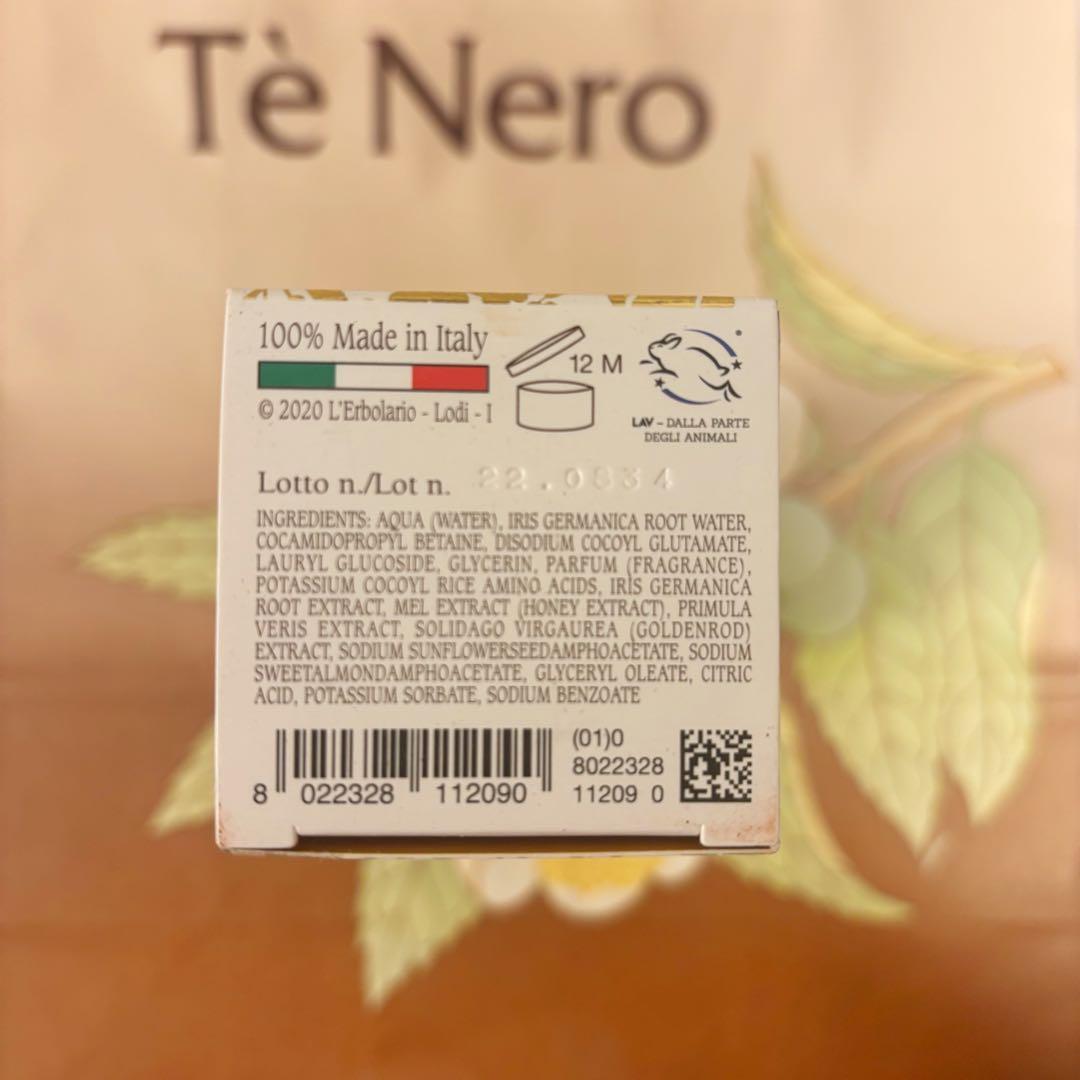 Tè Nero
100% Made in Italy
12 M
© 2020 L'Erbolario - Lodi - I
LAV – DALLA PARTE
DEGLI ANIMALI
Lotto n./Lot n. 22.0834
INGREDIENTS: AQUA (WATER), IRIS GERMANICA ROOT WATER,
COCAMIDOPROPYL BETAINE, DISODIUM COCOYL GLUTAMATE,
LAURYL GLUCOSIDE, GLYCERIN, PARFUM (FRAGRANCE),
POTASSIUM COCOYL RICE AMINO ACIDS, IRIS GERMANICA
ROOT EXTRACT, MEL EXTRACT (HONEY EXTRACT), PRIMULA
VERIS EXTRACT, SOLIDAGO VIRGAUREA (GOLDENROD)
EXTRACT, SODIUM SUNFLOWERSEEDAMPHOACETATE, SODIUM
SWEETALMONDAMPHOACETATE, GLYCERYL OLEATE, CITRIC
ACID, POTASSIUM SORBATE, SODIUM BENZOATE
8 022328 112090
(01)0
8022328
11209 0